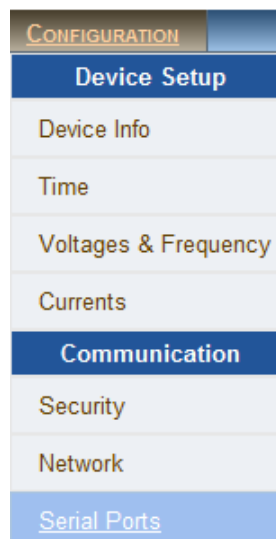 CONFIGURATION
Device Setup
Device Info
Time
Voltages & Frequency
Currents
Communication
Security
Network
Serial Ports